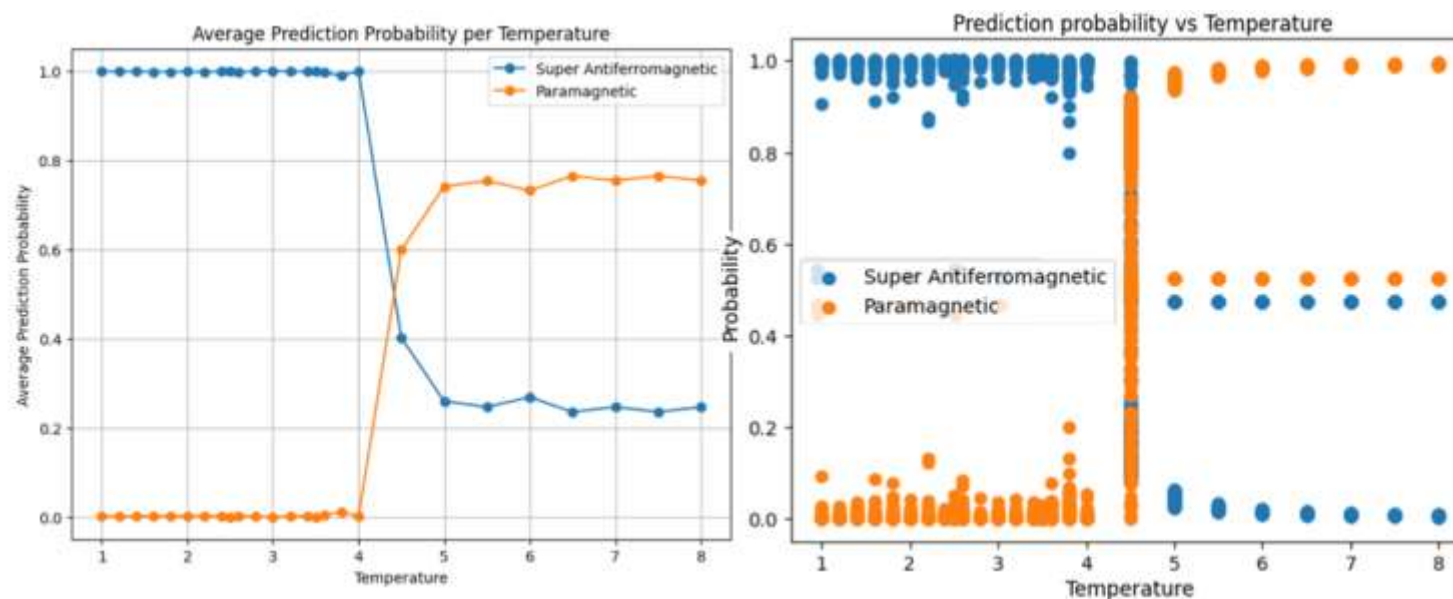 Average Prediction Probability per Temperature
Average Prediction Probability
1.0
0.8
0.6
0.4
0.2
0.0
Super Antiferromagnetic
Paramagnetic
1 2 3 4 5 6 7 8
Temperature
Prediction probability vs Temperature
Probability
1.0
0.8
0.6
0.4
0.2
0.0
Super Antiferromagnetic
Paramagnetic
1 2 3 4 5 6 7 8
Temperature